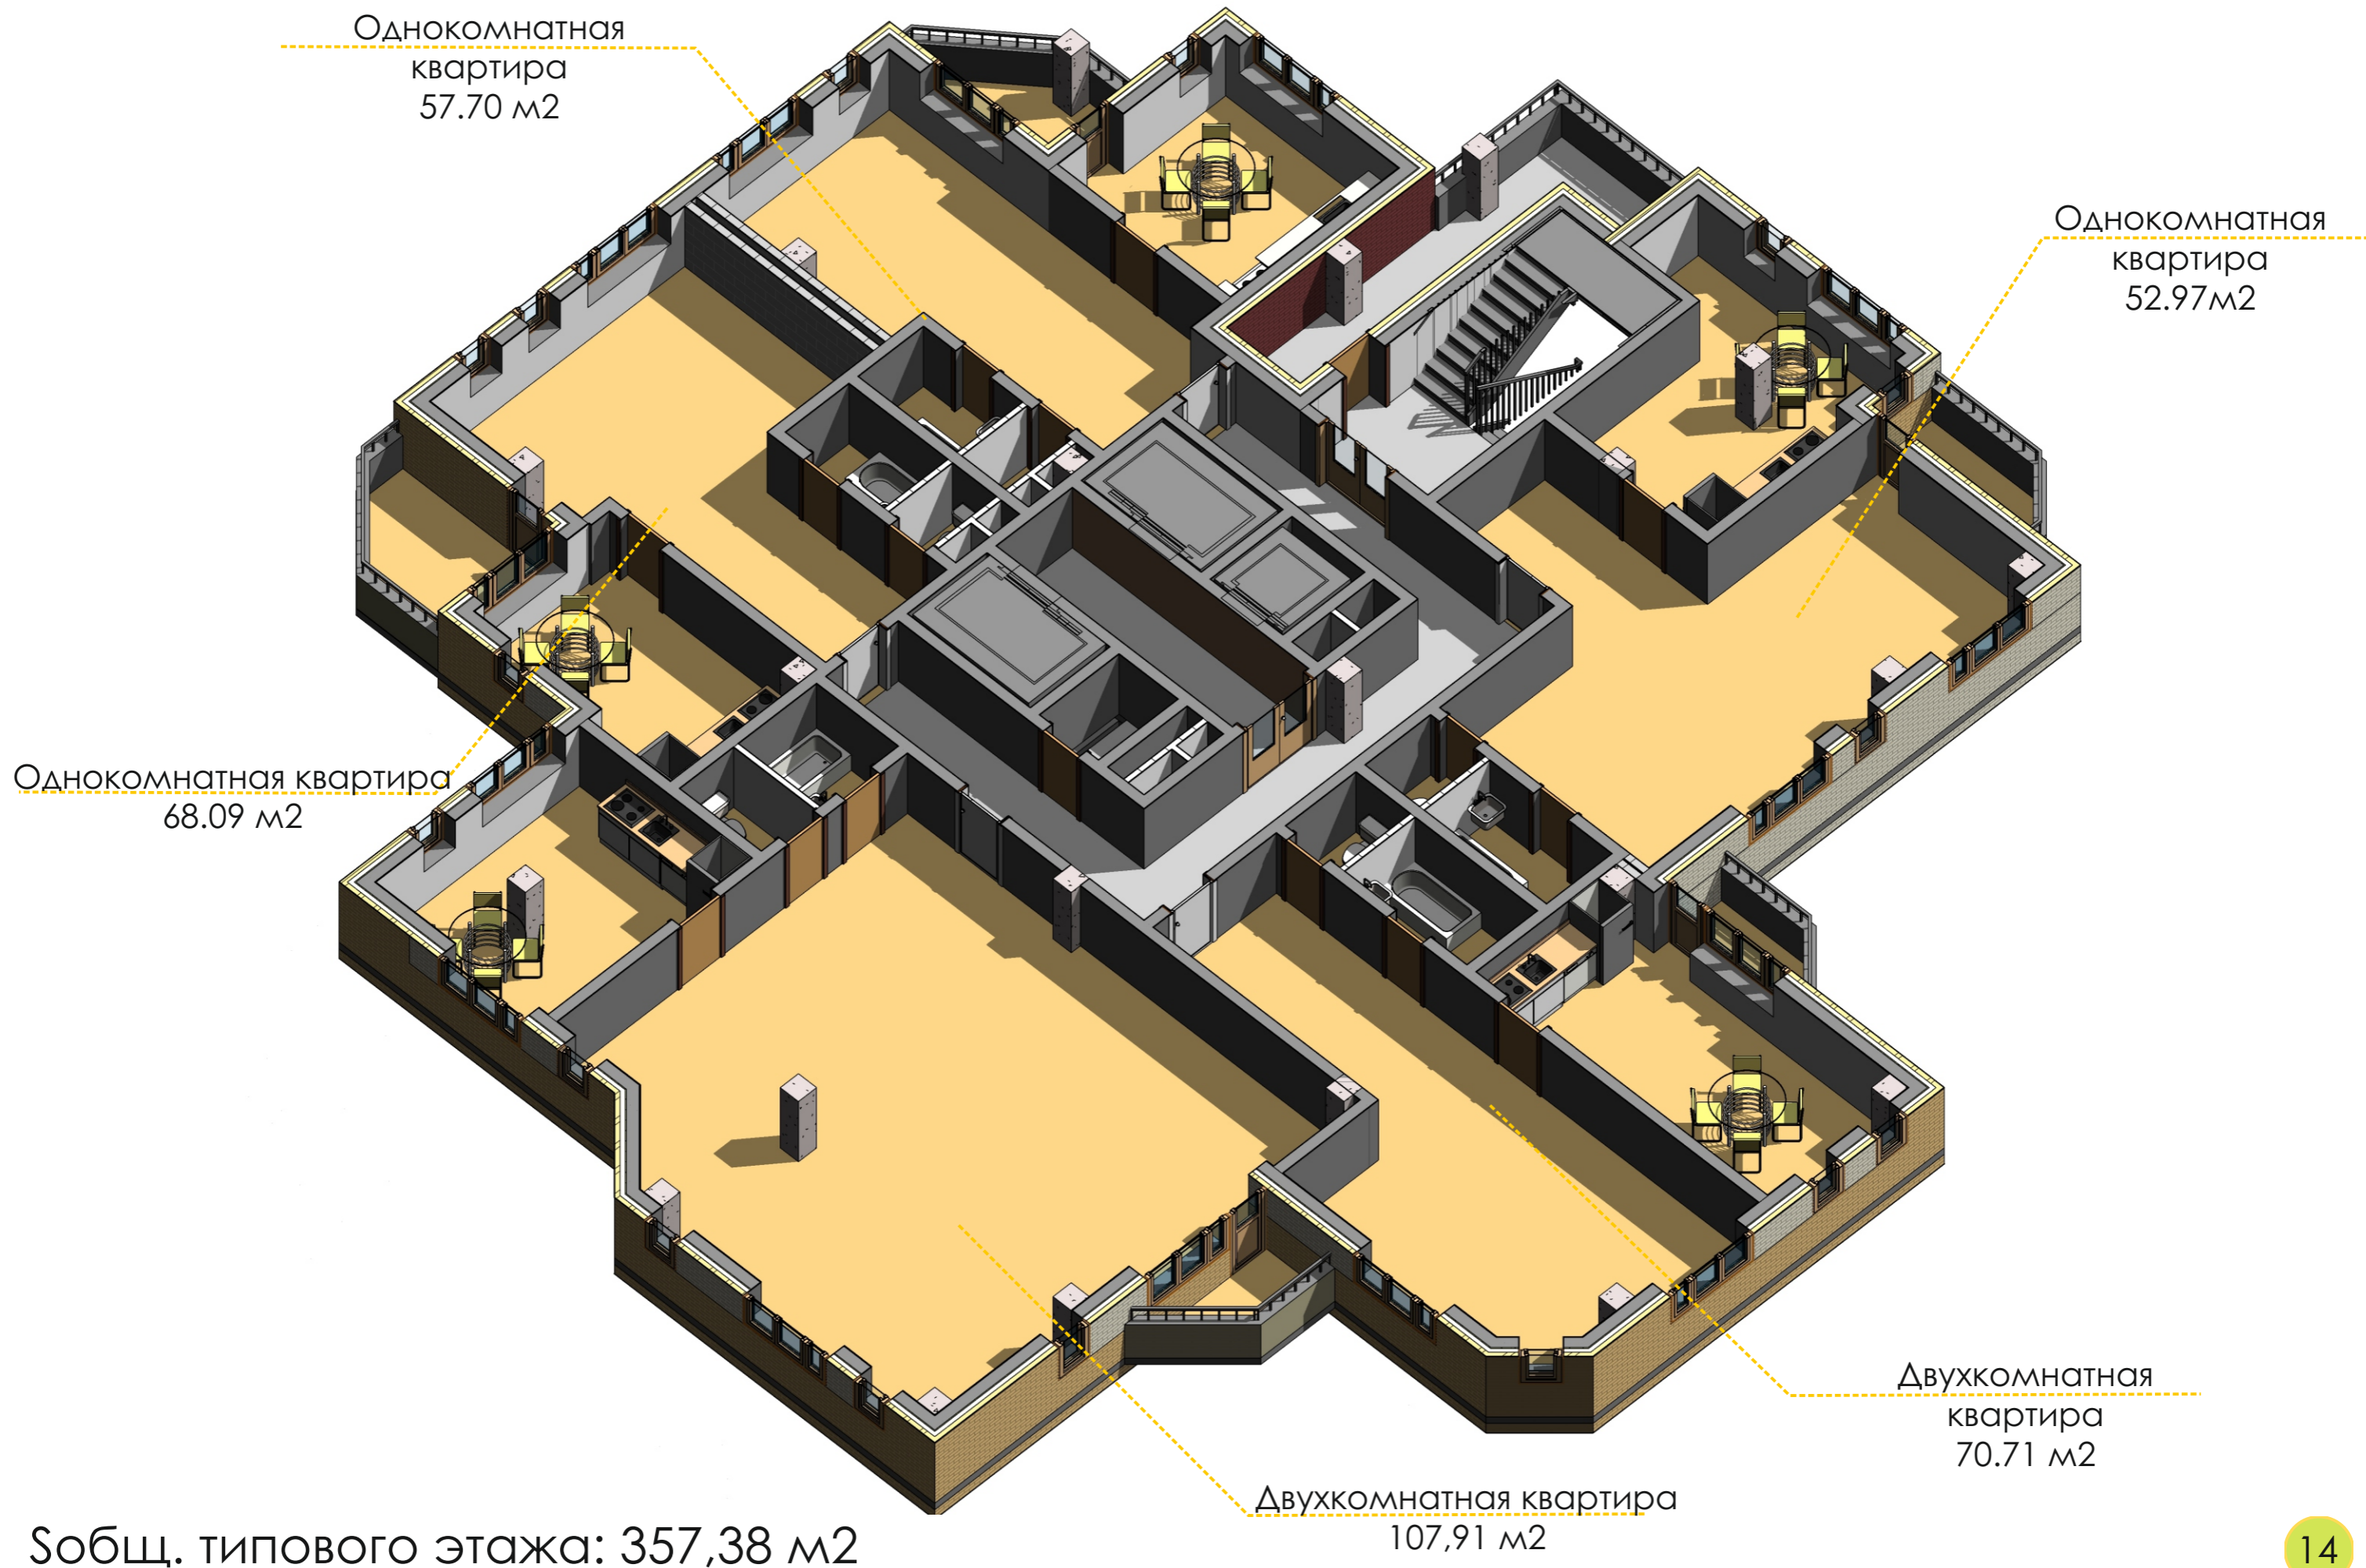 Однокомнатная
квартира
57.70 м2
Однокомнатная
квартира
52.97м2
Однокомнатная квартира
68.09 м2
Двухкомнатная
квартира
70.71 м2
Двухкомнатная квартира
107,91 м2
Sобщ. типового этажа: 357,38 м2
14